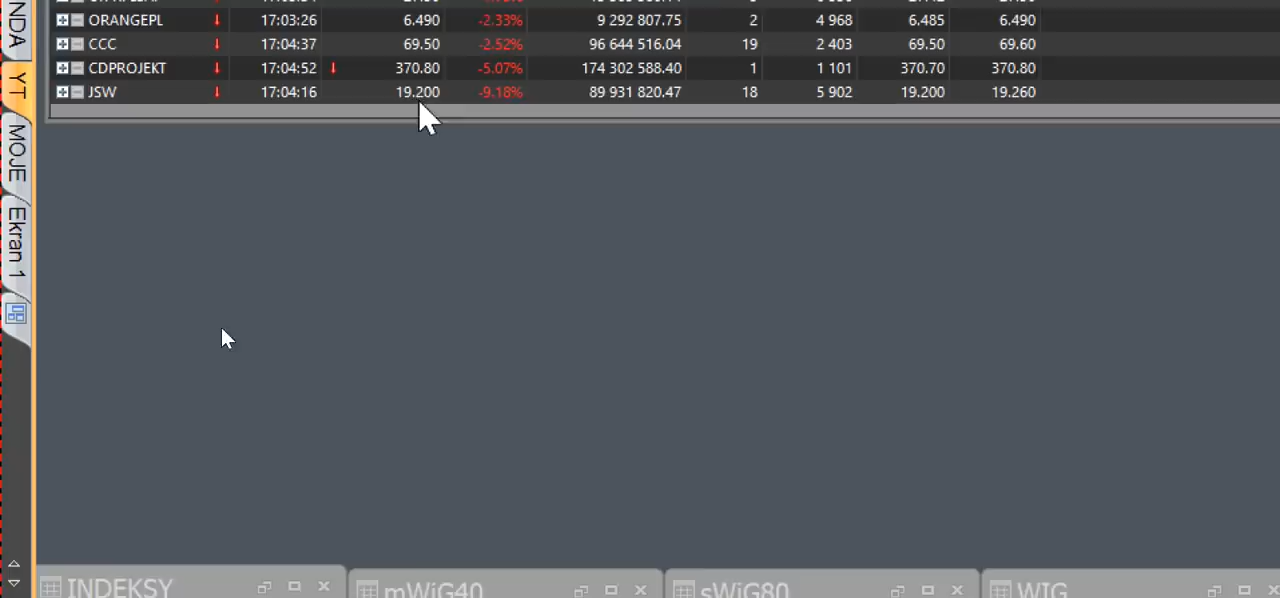 ORANGEPL 17:03:26 6.490 -2.33% 9 292 807.75 2 4 968 6.485 6.490
CCC 17:04:37 69.50 -2.52% 96 644 516.04 19 2 403 69.50 69.60
CDPROJEKT 17:04:52 370.80 -5.07% 174 302 588.40 1 1 101 370.70 370.80
JSW 17:04:16 19.200 -9.18% 89 931 820.47 18 5 902 19.200 19.260
NDA
YT
MOJE
Ekran 1
INDEKSY mWiG40 sWiG80 WIG